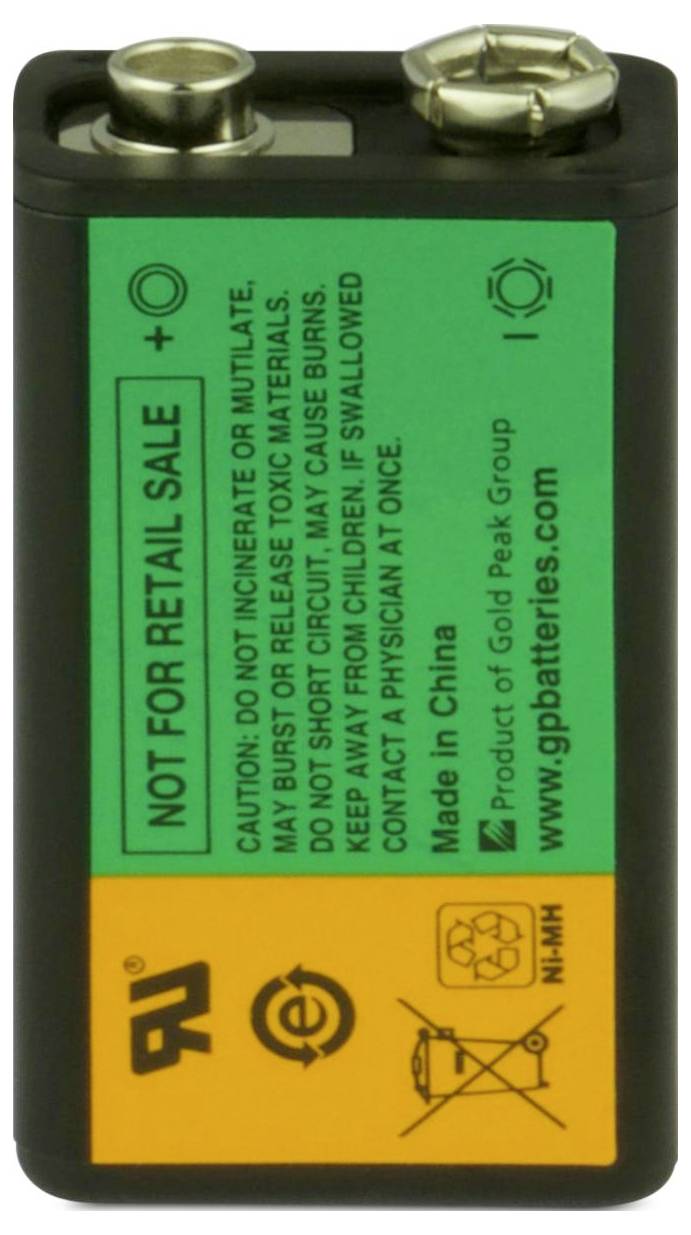 NOT FOR RETAIL SALE
+
CAUTION: DO NOT INCINERATE OR MUTILATE,
MAY BURST OR RELEASE TOXIC MATERIALS.
DO NOT SHORT CIRCUIT, MAY CAUSE BURNS.
KEEP AWAY FROM CHILDREN. IF SWALLOWED
CONTACT A PHYSICIAN AT ONCE.
Made in China
Product of Gold Peak Group
www.gpbatteries.com
−
RU®
e
Ni-MH